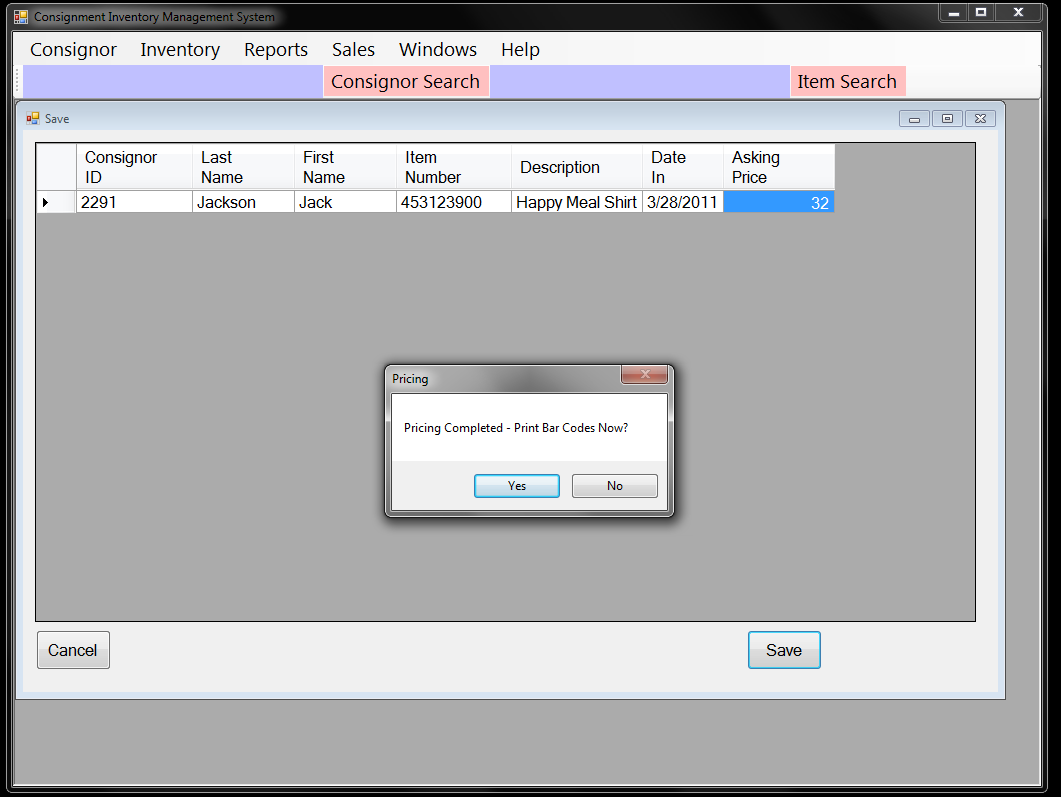 Consignment Inventory Management System
Consignor Inventory Reports Sales Windows Help
Consignor Search Item Search
Save
Consignor ID Last Name First Name Item Number Description Date In Asking Price
2291 Jackson Jack 453123900 Happy Meal Shirt 3/28/2011 32
Pricing
Pricing Completed - Print Bar Codes Now?
Yes No
Cancel Save